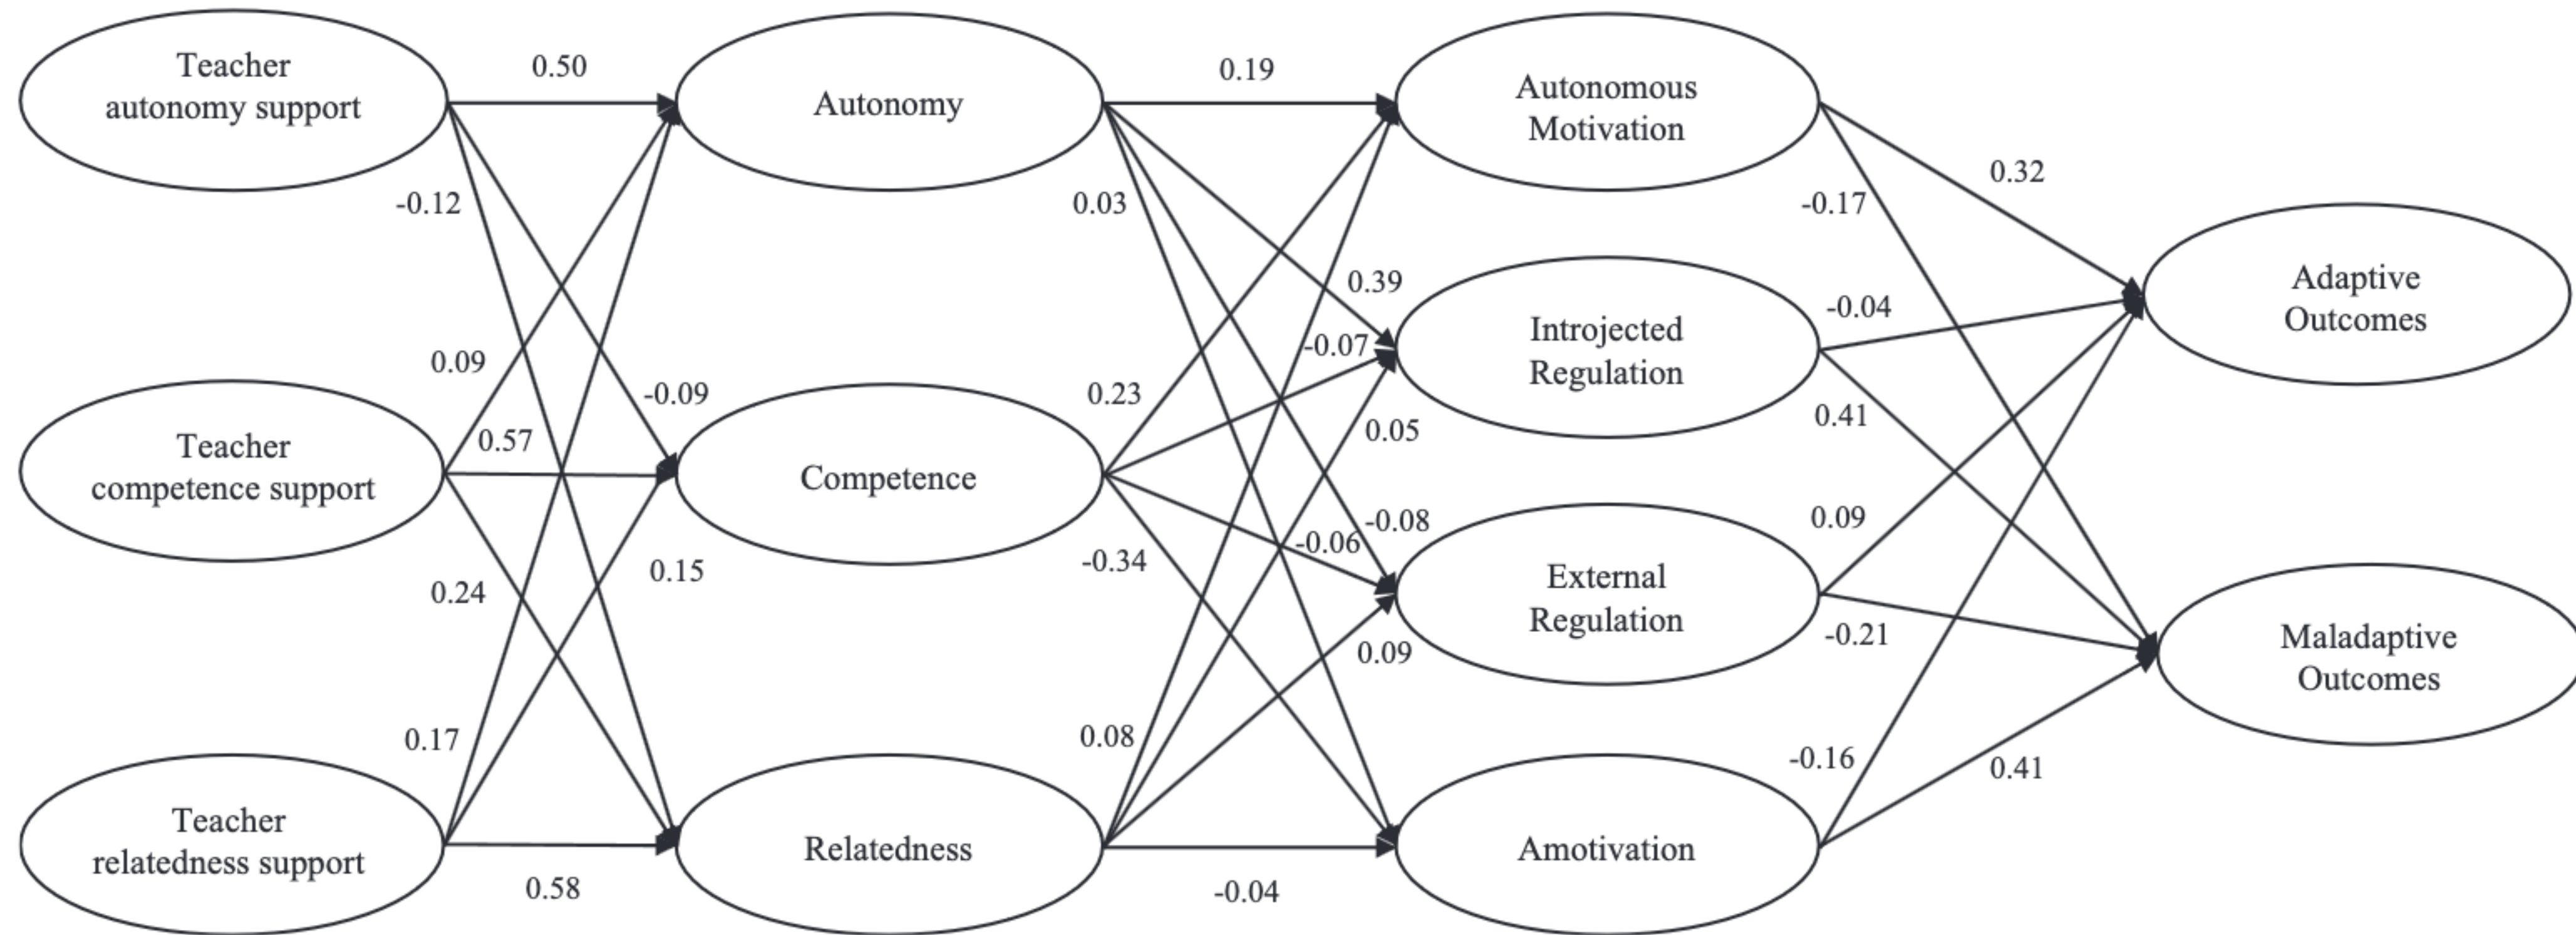 Teacher
autonomy support
0.50
Autonomy
0.19
Autonomous
Motivation
-0.12
0.03
-0.17
0.32
Adaptive
Outcomes
0.39
Introjected
Regulation
-0.04
-0.07
0.09
-0.09
0.23
0.05
0.41
Teacher
competence support
0.57
Competence
-0.08
-0.06
0.09
0.24
0.15
-0.34
External
Regulation
-0.21
Maladaptive
Outcomes
0.09
0.17
0.08
-0.16
0.41
Teacher
relatedness support
0.58
Relatedness
-0.04
Amotivation